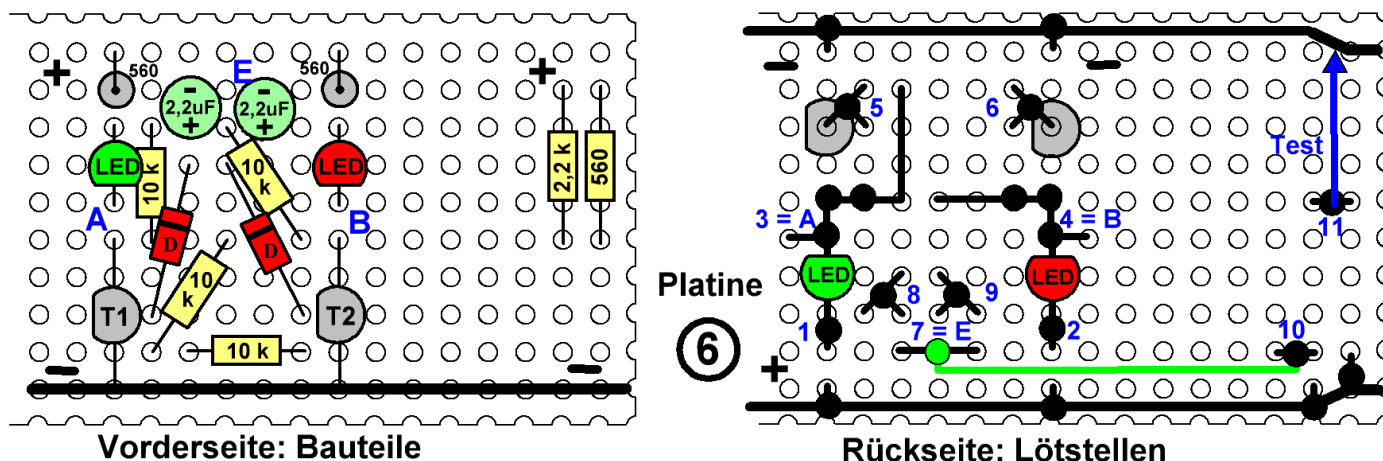 +
560
-
2,2uF
+
E
-
2,2uF
+
560
+
LED
10 k
10
k
LED
2,2 k
560
A
D
D
B
T1
10
k
T2
10 k
–
–
Vorderseite: Bauteile
–
–
5
6
Test
3 = A
4 = B
11
LED
LED
Platine
8
9
6
1
7 = E
2
10
+
Rückseite: Lötstellen